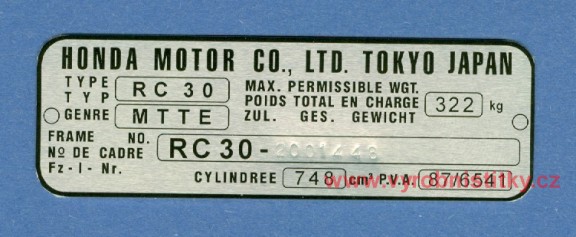 HONDA MOTOR CO., LTD. TOKYO JAPAN
TYPE
TYP
GENRE
RC 30
MTTE
MAX. PERMISSIBLE WGT.
POIDS TOTAL EN CHARGE
ZUL. GES. GEWICHT
322 kg
FRAME NO.
Nº DE CADRE
Fz - I - Nr.
RC30-
CYLINDREE 748 cm³ P.V.A. 87/6541
www.vyrobnistitky.cz